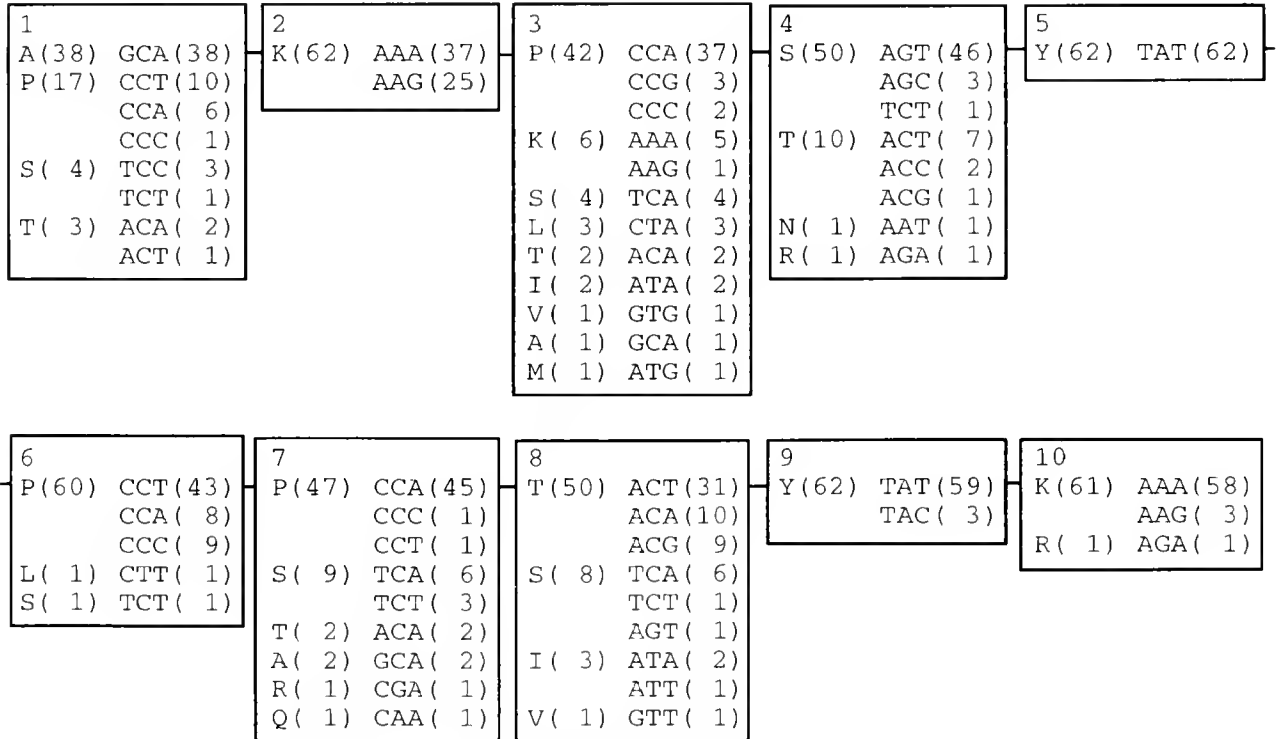 1
A(38) GCA(38)
P(17) CCT(10)
CCA( 6)
CCC( 1)
S( 4) TCC( 3)
TCT( 1)
T( 3) ACA( 2)
ACT( 1)
2
K(62) AAA(37)
AAG(25)
3
P(42) CCA(37)
CCG( 3)
CCC( 2)
K( 6) AAA( 5)
AAG( 1)
S( 4) TCA( 4)
L( 3) CTA( 3)
T( 2) ACA( 2)
I( 2) ATA( 2)
V( 1) GTG( 1)
A( 1) GCA( 1)
M( 1) ATG( 1)
4
S(50) AGT(46)
AGC( 3)
TCT( 1)
T(10) ACT( 7)
ACC( 2)
ACG( 1)
N( 1) AAT( 1)
R( 1) AGA( 1)
5
Y(62) TAT(62)
6
P(60) CCT(43)
CCA( 8)
CCC( 9)
L( 1) CTT( 1)
S( 1) TCT( 1)
7
P(47) CCA(45)
CCC( 1)
CCT( 1)
S( 9) TCA( 6)
TCT( 3)
T( 2) ACA( 2)
A( 2) GCA( 2)
R( 1) CGA( 1)
Q( 1) CAA( 1)
8
T(50) ACT(31)
ACA(10)
ACG( 9)
S( 8) TCA( 6)
TCT( 1)
AGT( 1)
I( 3) ATA( 2)
ATT( 1)
V( 1) GTT( 1)
9
Y(62) TAT(59)
TAC( 3)
10
K(61) AAA(58)
AAG( 3)
R( 1) AGA( 1)